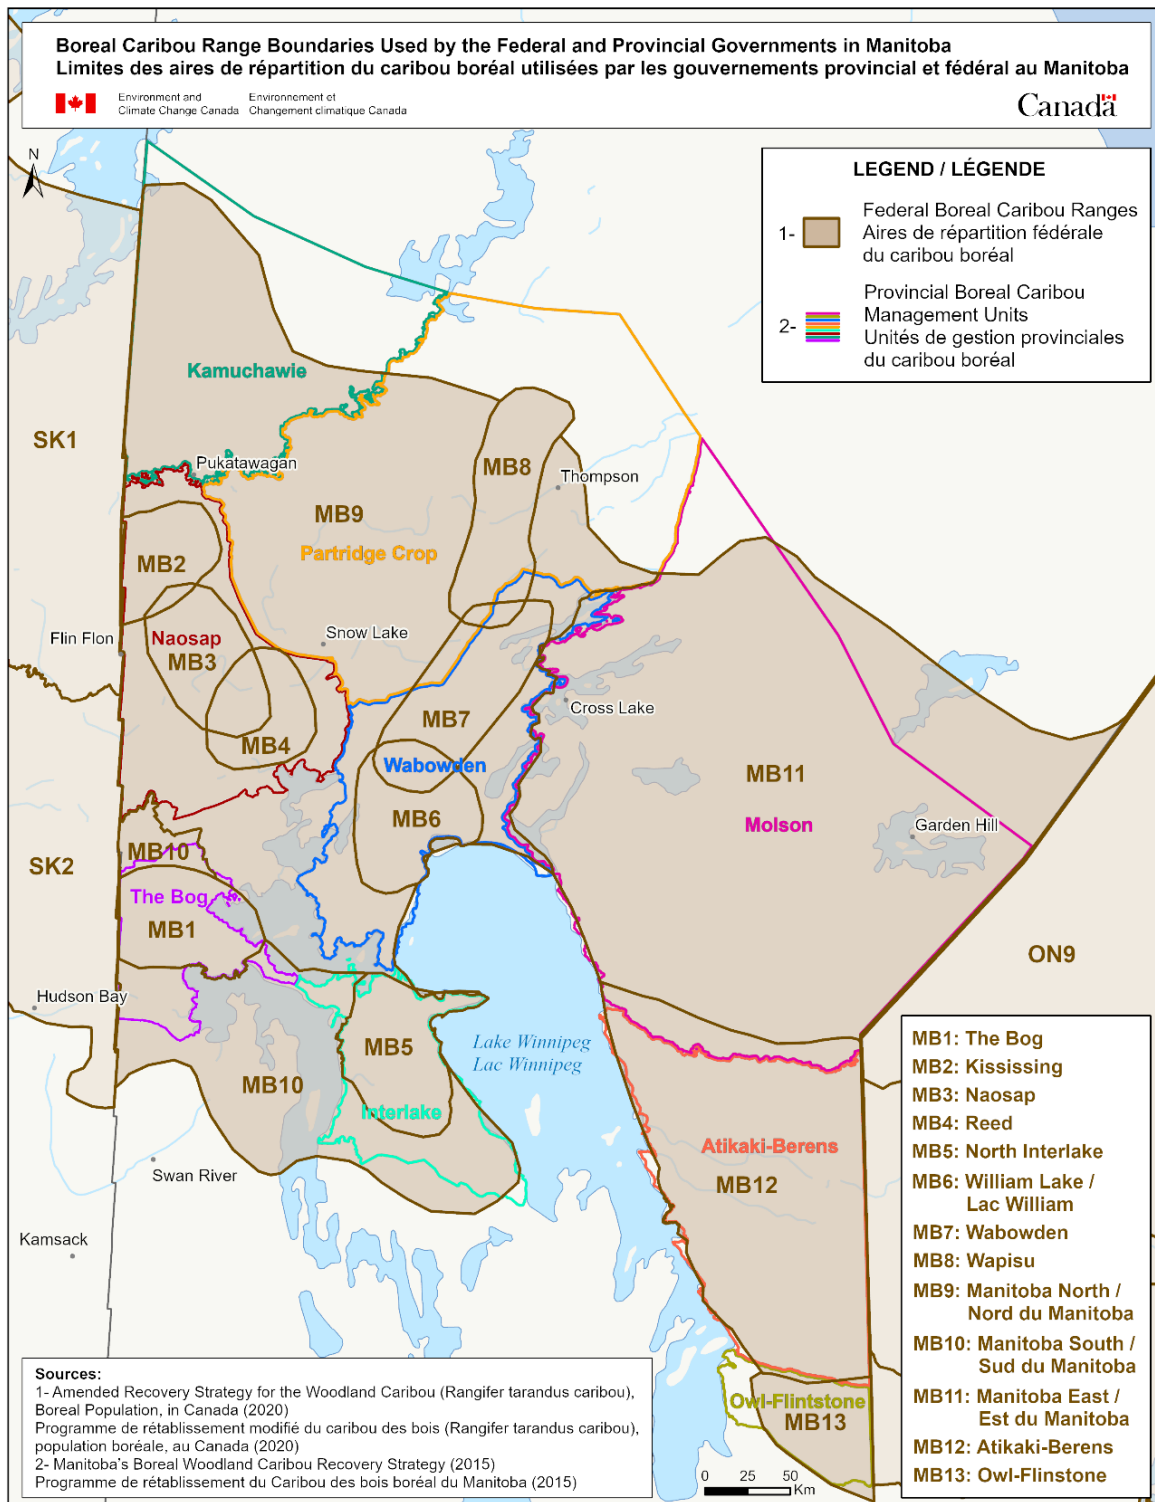 Boreal Caribou Range Boundaries Used by the Federal and Provincial Governments in Manitoba
Limites des aires de répartition du caribou boréal utilisées par les gouvernements provincial et fédéral au Manitoba
Environment and
Climate Change Canada
Environnement et
Changement climatique Canada
Canada
N
LEGEND / LÉGENDE
1-
Federal Boreal Caribou Ranges
Aires de répartition fédérale
du caribou boréal
2-
Provincial Boreal Caribou
Management Units
Unités de gestion provinciales
du caribou boréal
Kamuchawie
SK1
Pukatawagan
MB8
Thompson
MB9
Partridge Crop
MB2
Flin Flon
Naosap
MB3
Snow Lake
Cross Lake
MB7
MB4
Wabowden
MB11
MB6
Molson
Garden Hill
MB10
SK2
The Bog
MB1
ON9
Hudson Bay
Lake Winnipeg
Lac Winnipeg
MB5
MB10
Interlake
Atikaki-Berens
MB12
Swan River
Kamsack
Owl-Flintstone
MB13
MB1: The Bog
MB2: Kississing
MB3: Naosap
MB4: Reed
MB5: North Interlake
MB6: William Lake /
Lac William
MB7: Wabowden
MB8: Wapisu
MB9: Manitoba North /
Nord du Manitoba
MB10: Manitoba South /
Sud du Manitoba
MB11: Manitoba East /
Est du Manitoba
MB12: Atikaki-Berens
MB13: Owl-Flinstone
Sources:
1- Amended Recovery Strategy for the Woodland Caribou (Rangifer tarandus caribou),
Boreal Population, in Canada (2020)
Programme de rétablissement modifié du caribou des bois (Rangifer tarandus caribou),
population boréale, au Canada (2020)
2- Manitoba's Boreal Woodland Caribou Recovery Strategy (2015)
Programme de rétablissement du Caribou des bois boréal du Manitoba (2015)
0 25 50
Km